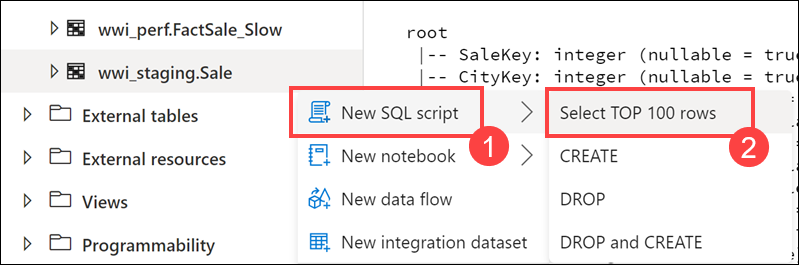 wwi_perf.FactSale_Slow
wwi_staging.Sale
External tables
External resources
Views
Programmability
root
|-- SaleKey: integer (nullable = true
|-- CityKey: integer (nullable = true
New SQL script
1
New notebook
New data flow
New integration dataset
Select TOP 100 rows
2
CREATE
DROP
DROP and CREATE